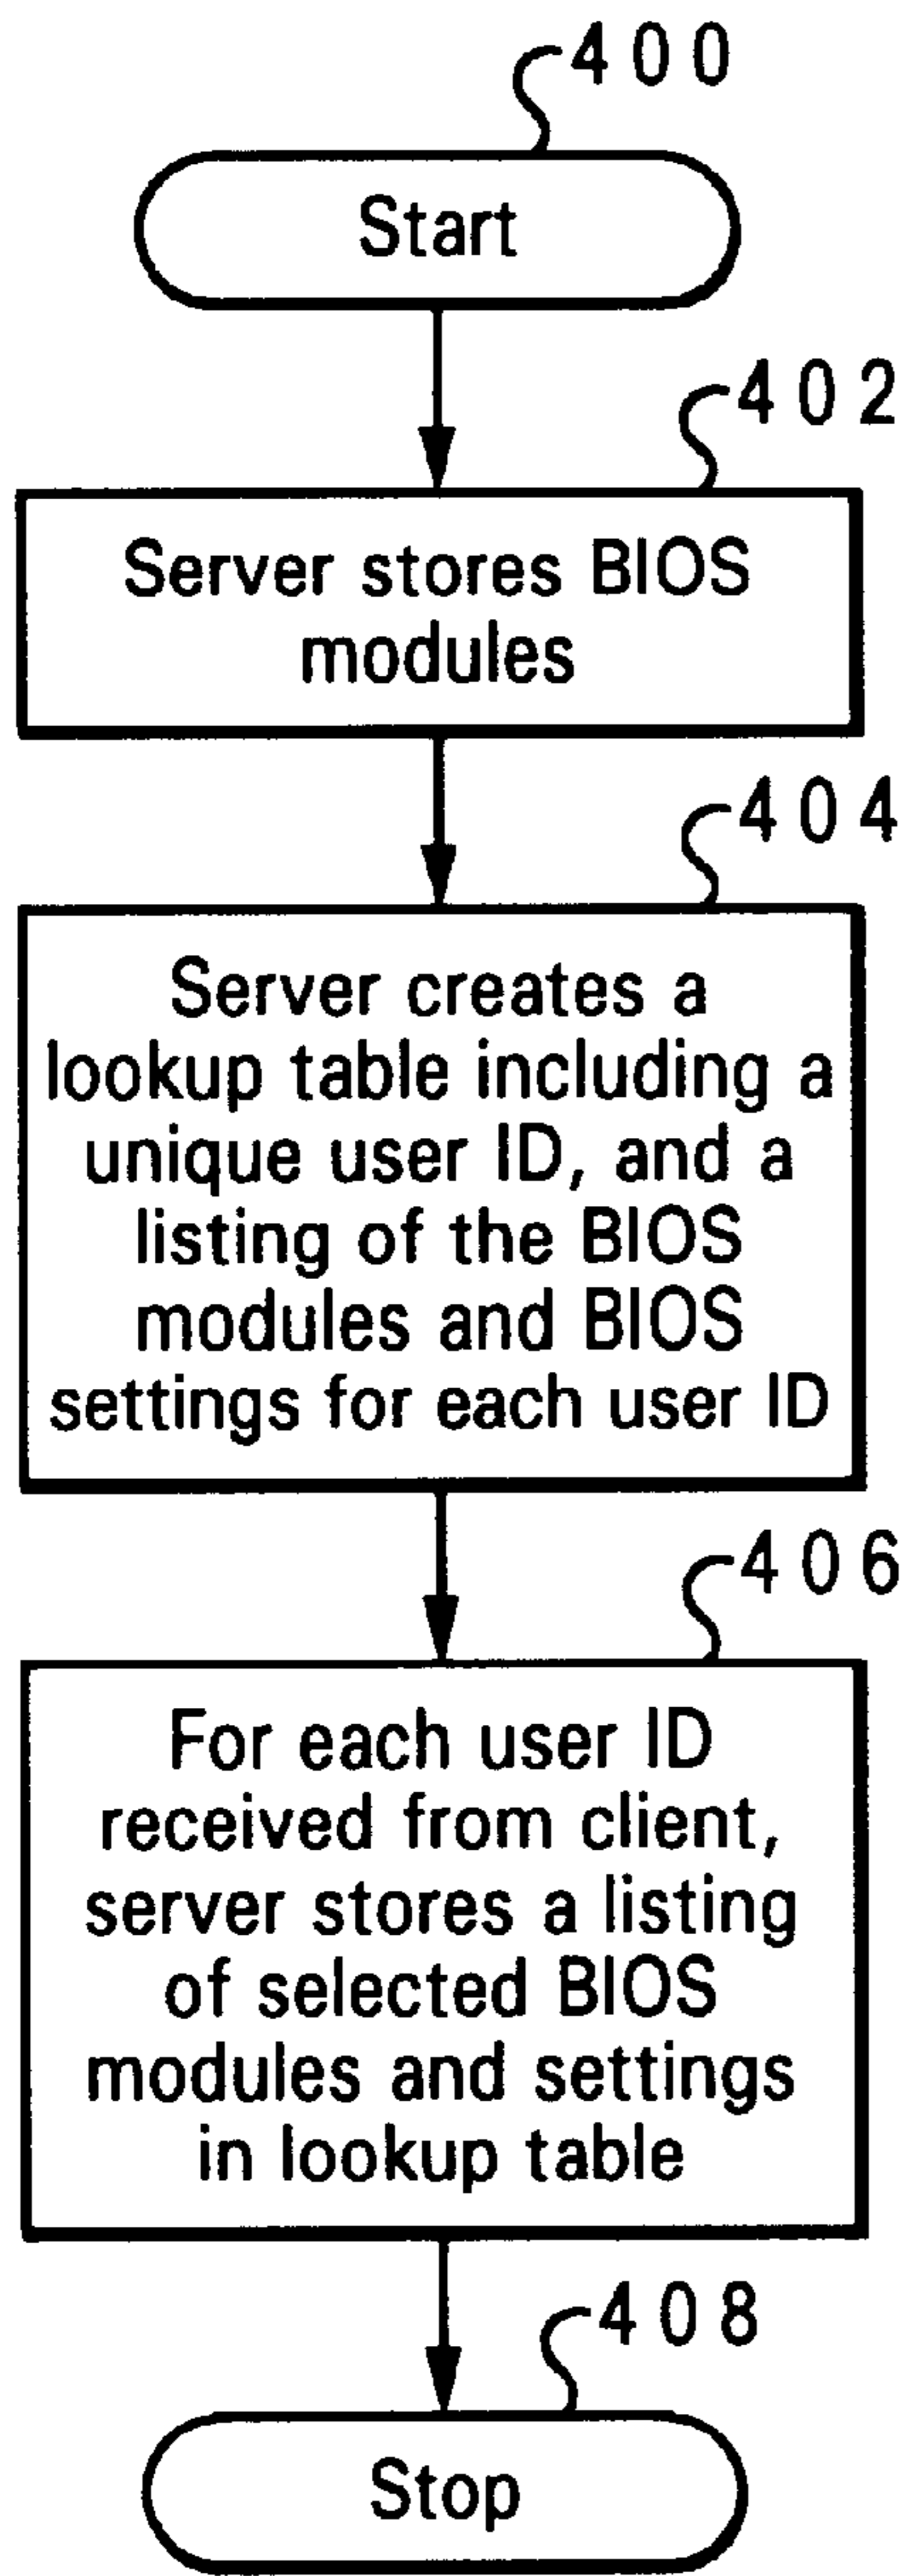 400
Start
402
Server stores BIOS
modules
404
Server creates a
lookup table including a
unique user ID, and a
listing of the BIOS
modules and BIOS
settings for each user ID
406
For each user ID
received from client,
server stores a listing
of selected BIOS
modules and settings
in lookup table
408
Stop